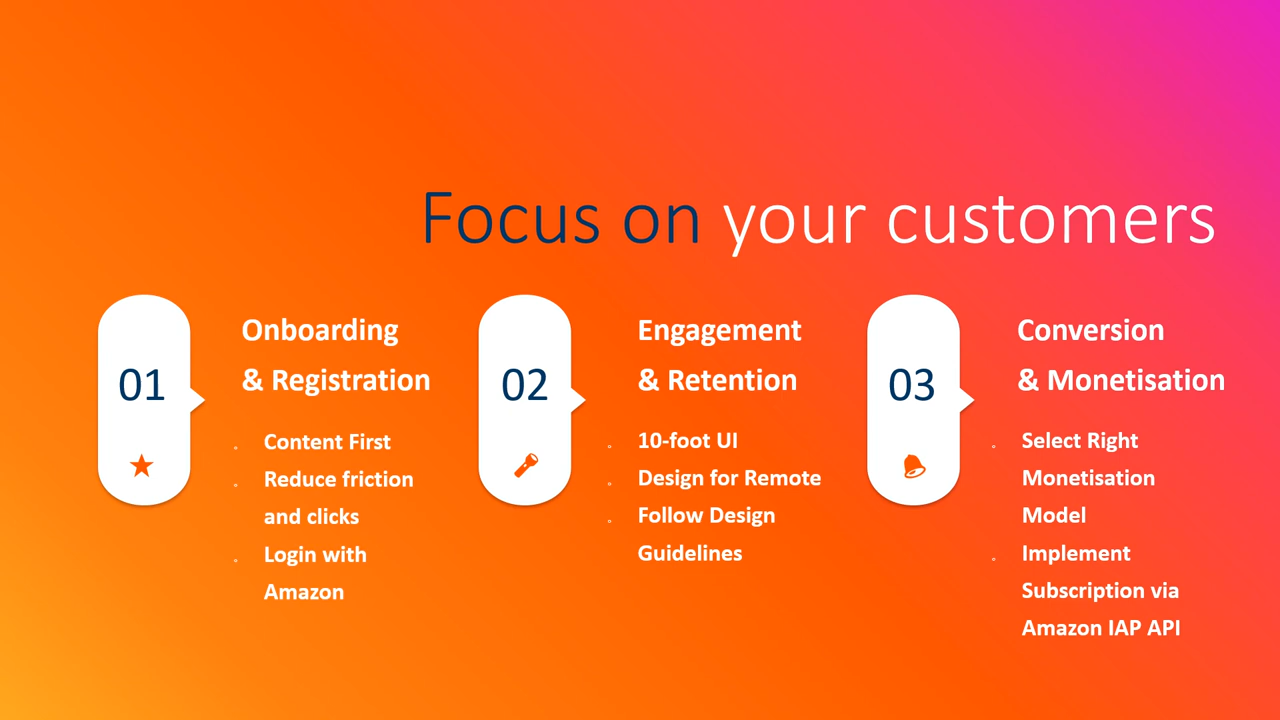 Focus on your customers
01
Onboarding
& Registration
Content First
Reduce friction
and clicks
Login with
Amazon
02
Engagement
& Retention
10-foot UI
Design for Remote
Follow Design
Guidelines
03
Conversion
& Monetisation
Select Right
Monetisation
Model
Implement
Subscription via
Amazon IAP API